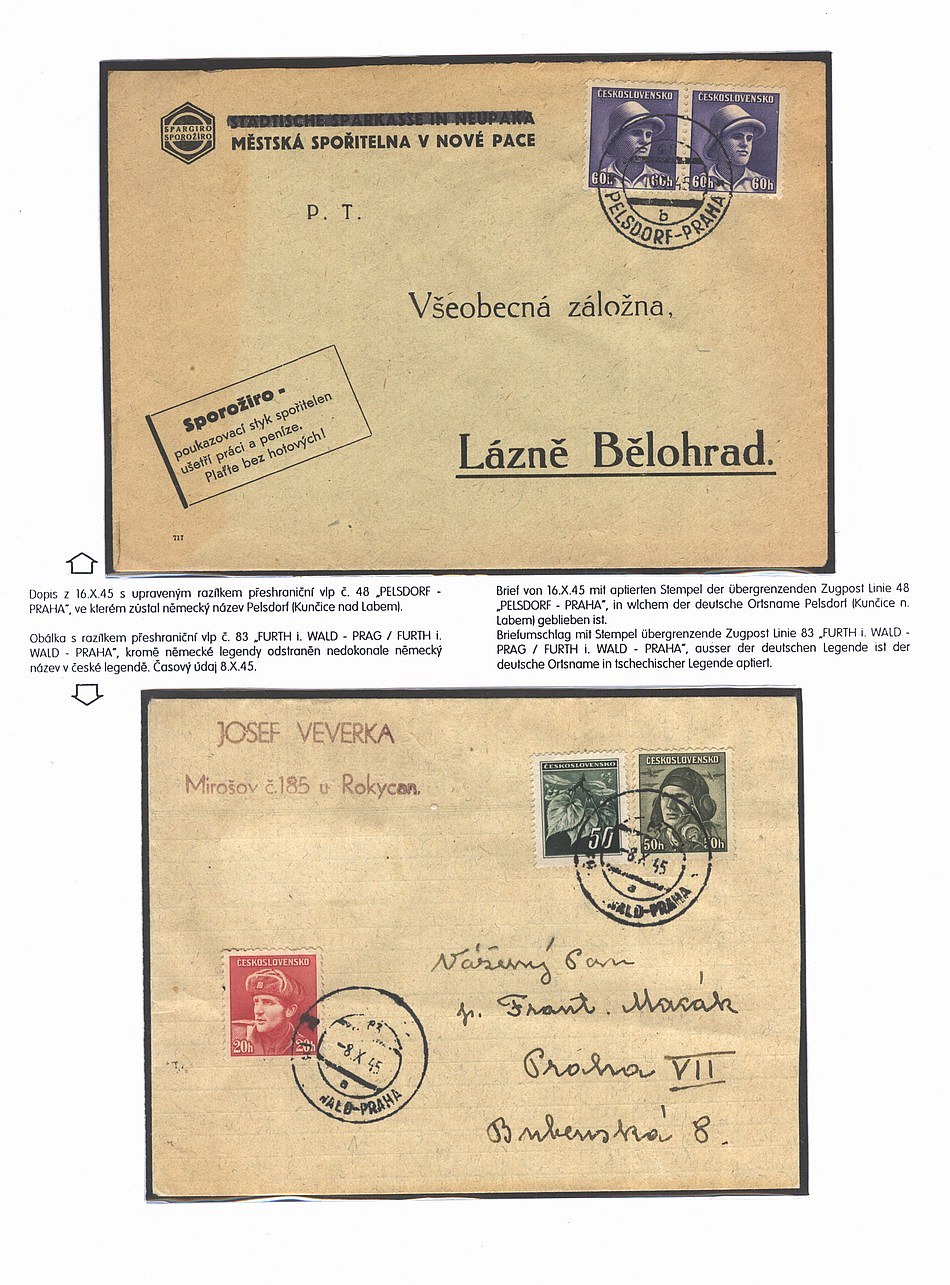 SPARGIRO
SPOROŽIRO
STÄDTISCHE SPARKASSE IN NEUPAKA
MĚSTSKÁ SPOŘITELNA V NOVÉ PACE
ČESKOSLOVENSKO
60h 60h
ČESKOSLOVENSKO
60h 60h
b
PELSDORF-PRAHA
P. T.
Všeobecná záložna,
Sporožiro -
poukazovací styk spořitelen
ušetří práci a peníze.
Plaťte bez hotových!
Lázně Bělohrad.
717
Dopis z 16.X.45 s upraveným razítkem přeshraniční vlp č. 48 „PELSDORF -
PRAHA", ve kterém zůstal německý název Pelsdorf (Kunčice nad Labem).
Obálka s razítkem přeshraniční vlp č. 83 „FURTH i. WALD - PRAG / FURTH i.
WALD - PRAHA", kromě německé legendy odstraněn nedokonale německý
název v české legendě. Časový údaj 8.X.45.
Brief von 16.X.45 mit aptierten Stempel der übergrenzenden Zugpost Linie 48
„PELSDORF - PRAHA", in wlchem der deutsche Ortsname Pelsdorf (Kunčice n.
Labem) geblieben ist.
Briefumschlag mit Stempel übergrenzende Zugpost Linie 83 „FURTH i. WALD -
PRAG / FURTH i. WALD - PRAHA", ausser der deutschen Legende ist der
deutsche Ortsname in tschechischer Legende aptiert.
JOSEF VEVERKA
Mirošov č.185 u Rokycan.
ČESKOSLOVENSKO
50
ČESKOSLOVENSKO
50h 50h
-8.X 45
a
WALD-PRAHA
Vážený Pan
p. Frant. Macák
Praha VII
Bubenská 8.
ČESKOSLOVENSKO
20h 20h
83
-8.X 45
a
WALD-PRAHA